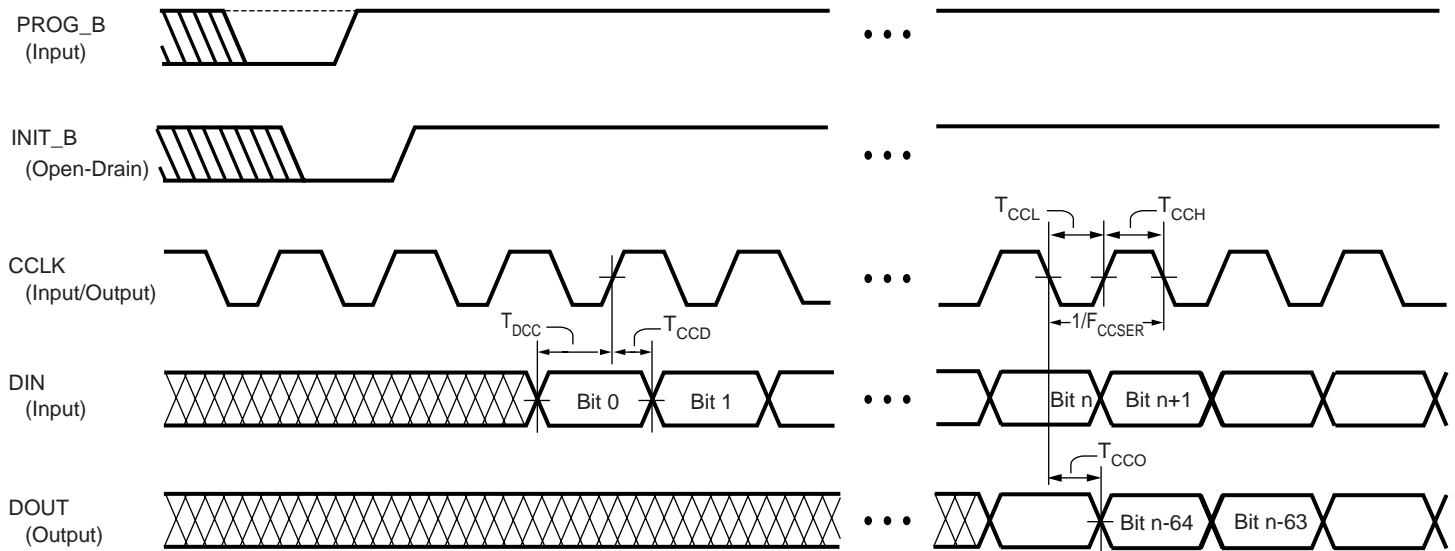 PROG_B
(Input)
INIT_B
(Open-Drain)
T_CCL T_CCH
CCLK
(Input/Output)
1/F_CCSER
T_DCC T_CCD
DIN
(Input)
Bit 0 Bit 1 Bit n Bit n+1
T_CCO
DOUT
(Output)
Bit n-64 Bit n-63